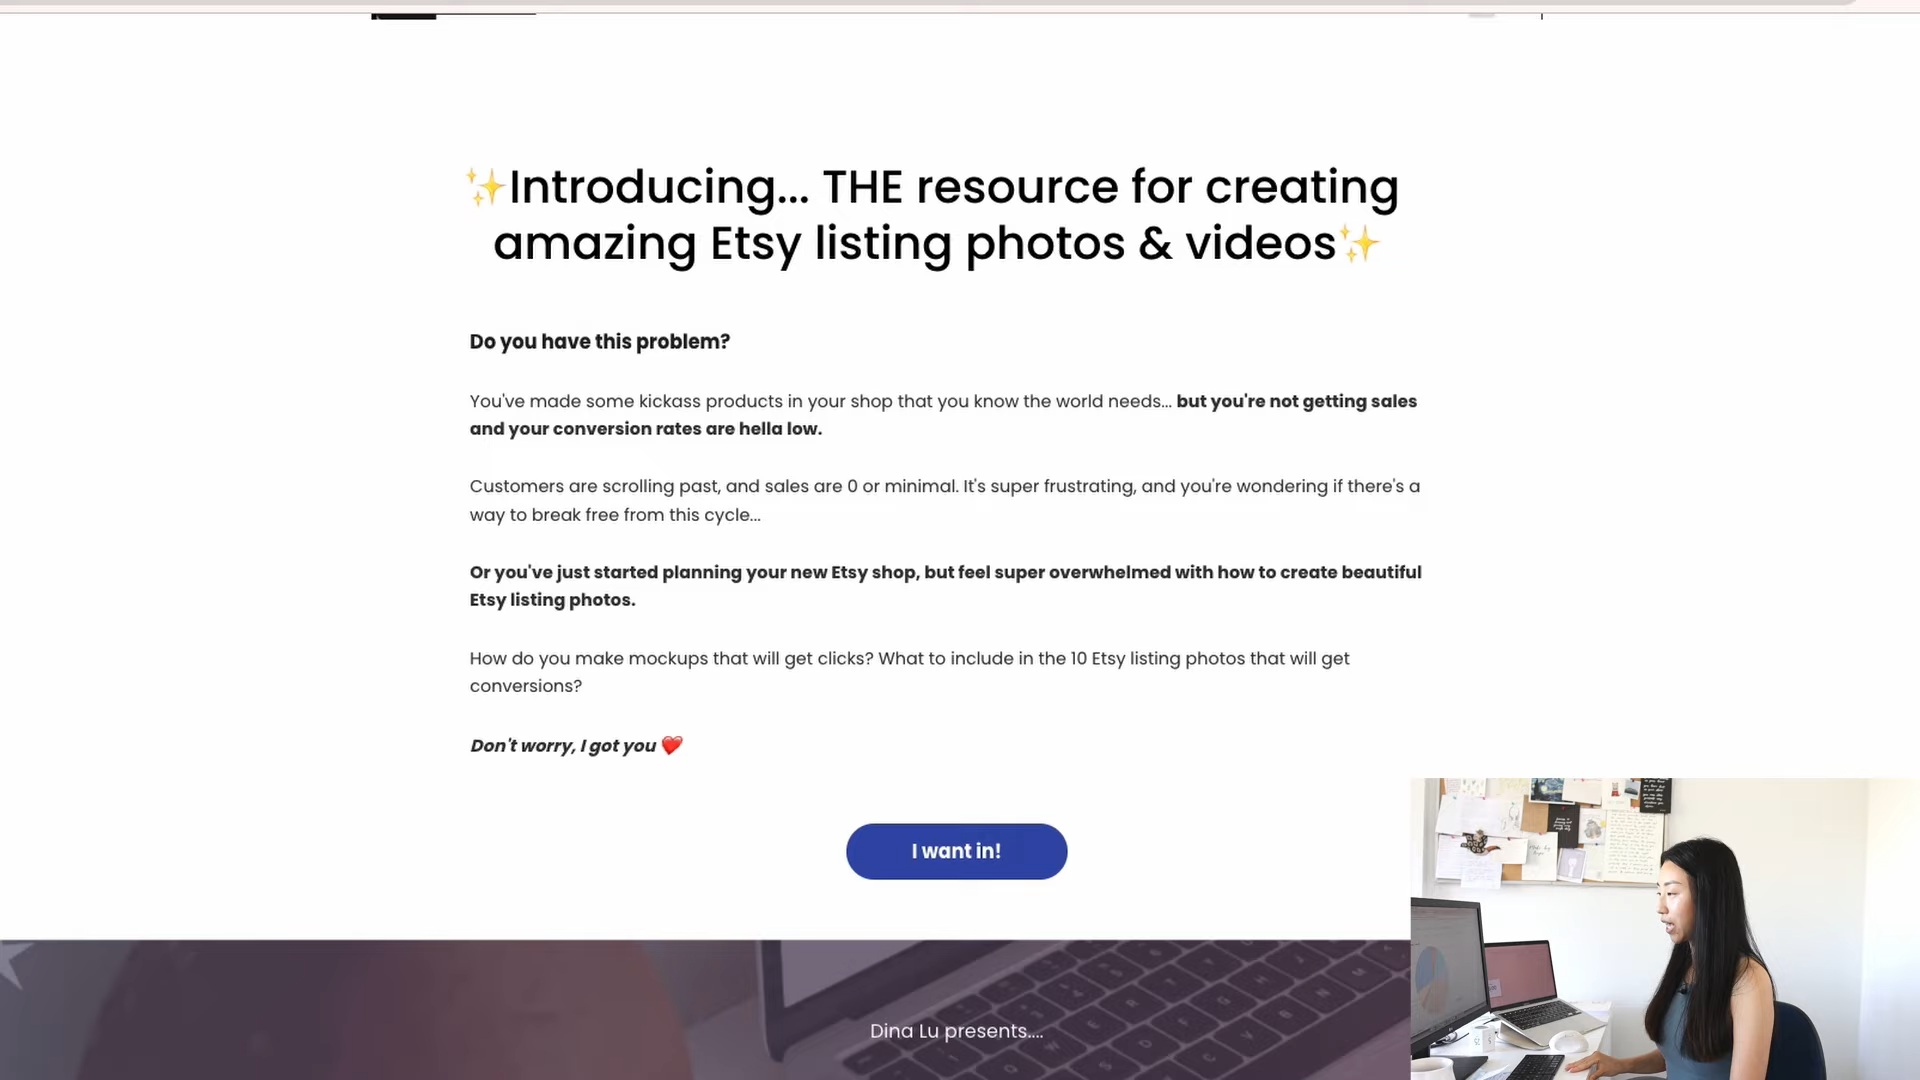 ✨Introducing... THE resource for creating
amazing Etsy listing photos & videos✨
Do you have this problem?
You've made some kickass products in your shop that you know the world needs... but you're not getting sales
and your conversion rates are hella low.
Customers are scrolling past, and sales are 0 or minimal. It's super frustrating, and you're wondering if there's a
way to break free from this cycle...
Or you've just started planning your new Etsy shop, but feel super overwhelmed with how to create beautiful
Etsy listing photos.
How do you make mockups that will get clicks? What to include in the 10 Etsy listing photos that will get
conversions?
Don't worry, I got you ❤️
I want in!
Dina Lu presents....